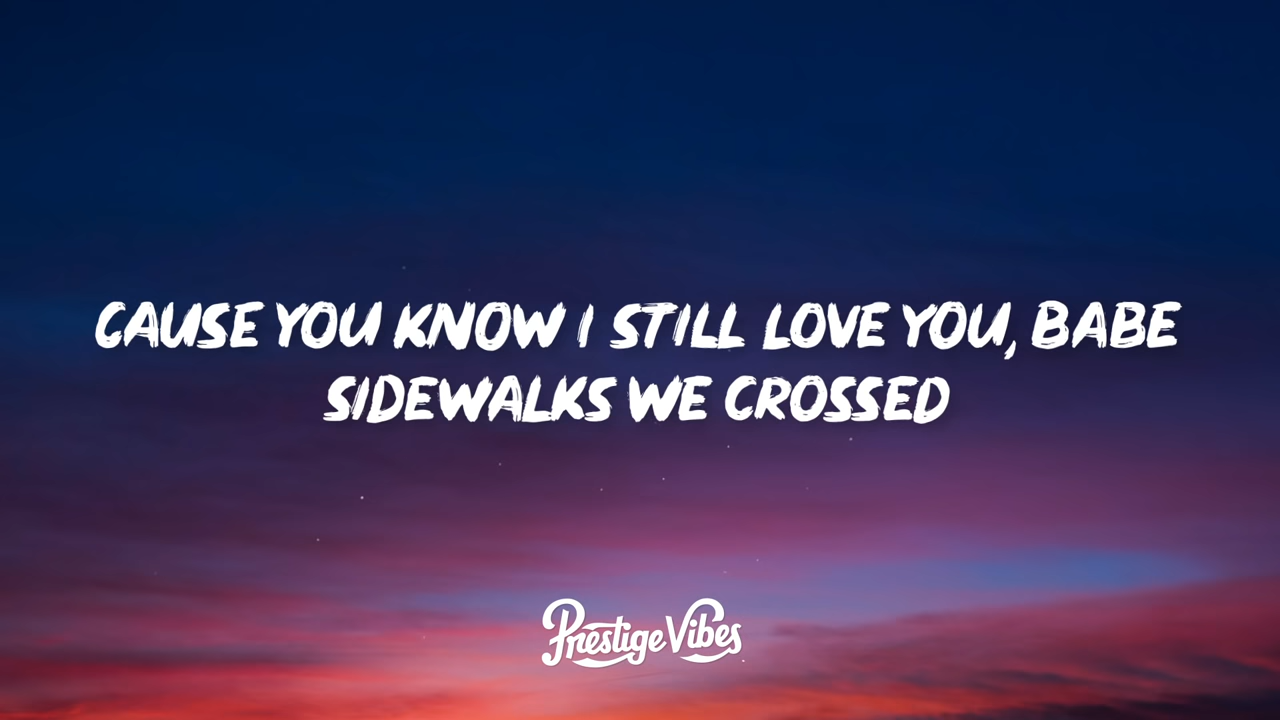 CAUSE YOU KNOW I STILL LOVE YOU, BABE
SIDEWALKS WE CROSSED
Prestige Vibes